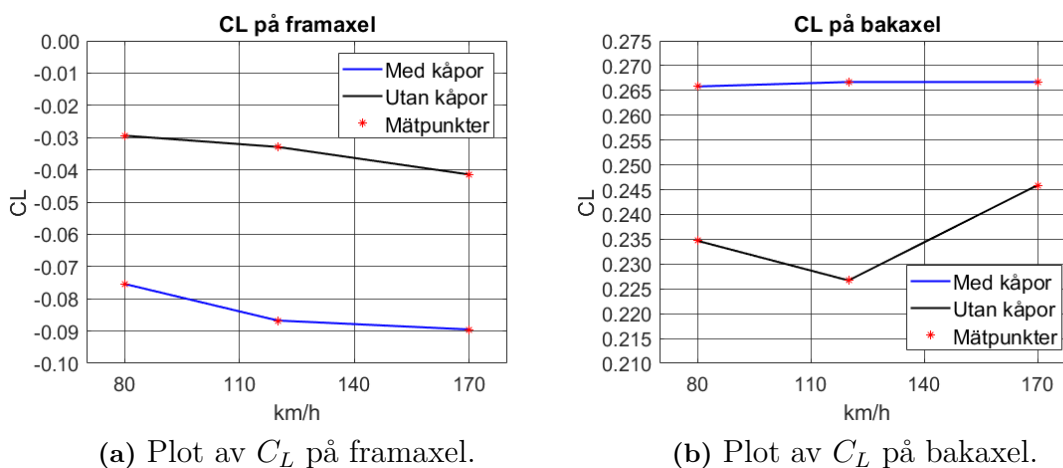 CL på framaxel
0.00
-0.01
-0.02
-0.03
-0.04
-0.05
-0.06
-0.07
-0.08
-0.09
-0.10
CL
80
110
140
170
km/h
Med kåpor
Utan kåpor
Mätpunkter
(a) Plot av C_L på framaxel.
CL på bakaxel
0.275
0.270
0.265
0.260
0.255
0.250
0.245
0.240
0.235
0.230
0.225
0.220
0.215
0.210
CL
80
110
140
170
km/h
Med kåpor
Utan kåpor
Mätpunkter
(b) Plot av C_L på bakaxel.